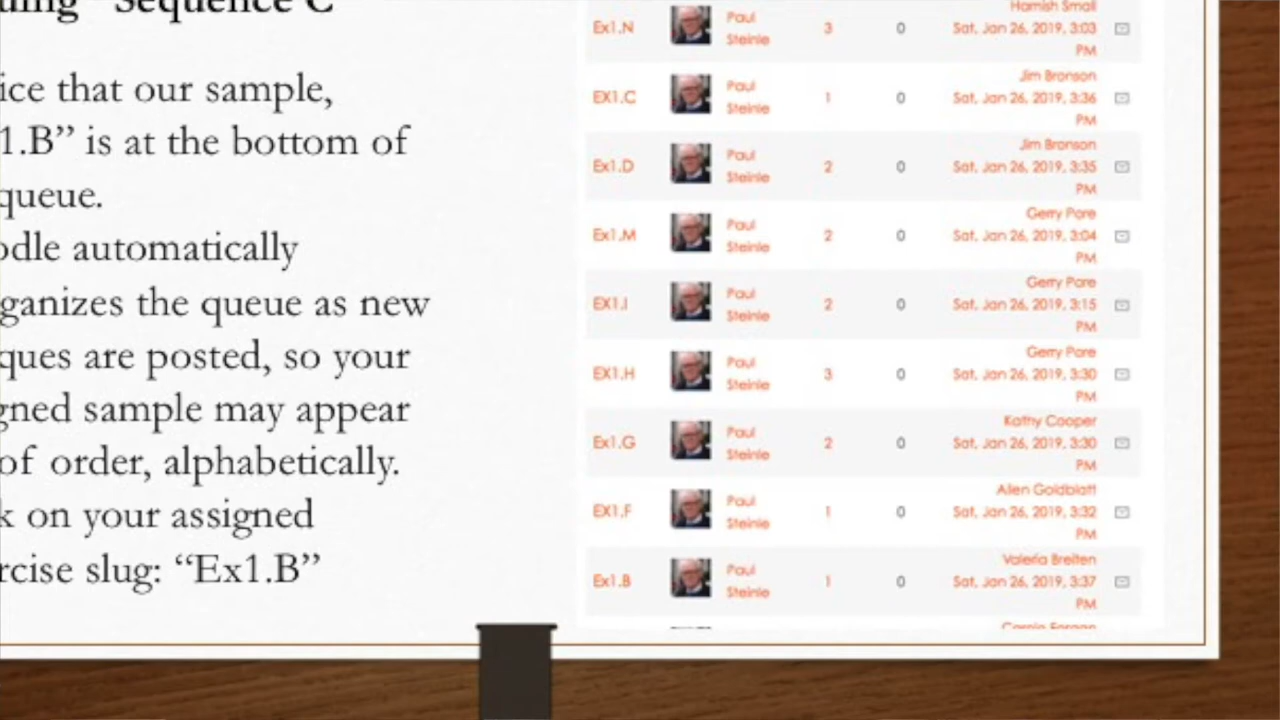 Sequence C
ice that our sample,
1.B” is at the bottom of
queue.
odle automatically
ganizes the queue as new
ques are posted, so your
gned sample may appear
of order, alphabetically.
k on your assigned
rcise slug: “Ex1.B”
Hamish Small
Ex1.N Paul Steinle 3 0 Sat, Jan 26, 2019, 3:03
PM
Jim Bronson
EX1.C Paul Steinle 1 0 Sat, Jan 26, 2019, 3:36
PM
Jim Bronson
Ex1.D Paul Steinle 2 0 Sat, Jan 26, 2019, 3:35
PM
Gerry Pare
Ex1.M Paul Steinle 2 0 Sat, Jan 26, 2019, 3:04
PM
Gerry Pare
EX1.I Paul Steinle 2 0 Sat, Jan 26, 2019, 3:15
PM
Gerry Pare
EX1.H Paul Steinle 3 0 Sat, Jan 26, 2019, 3:30
PM
Kathy Cooper
Ex1.G Paul Steinle 2 0 Sat, Jan 26, 2019, 3:30
PM
Allen Goldblatt
EX1.F Paul Steinle 1 0 Sat, Jan 26, 2019, 3:32
PM
Valeria Breiten
Ex1.B Paul Steinle 1 0 Sat, Jan 26, 2019, 3:37
PM